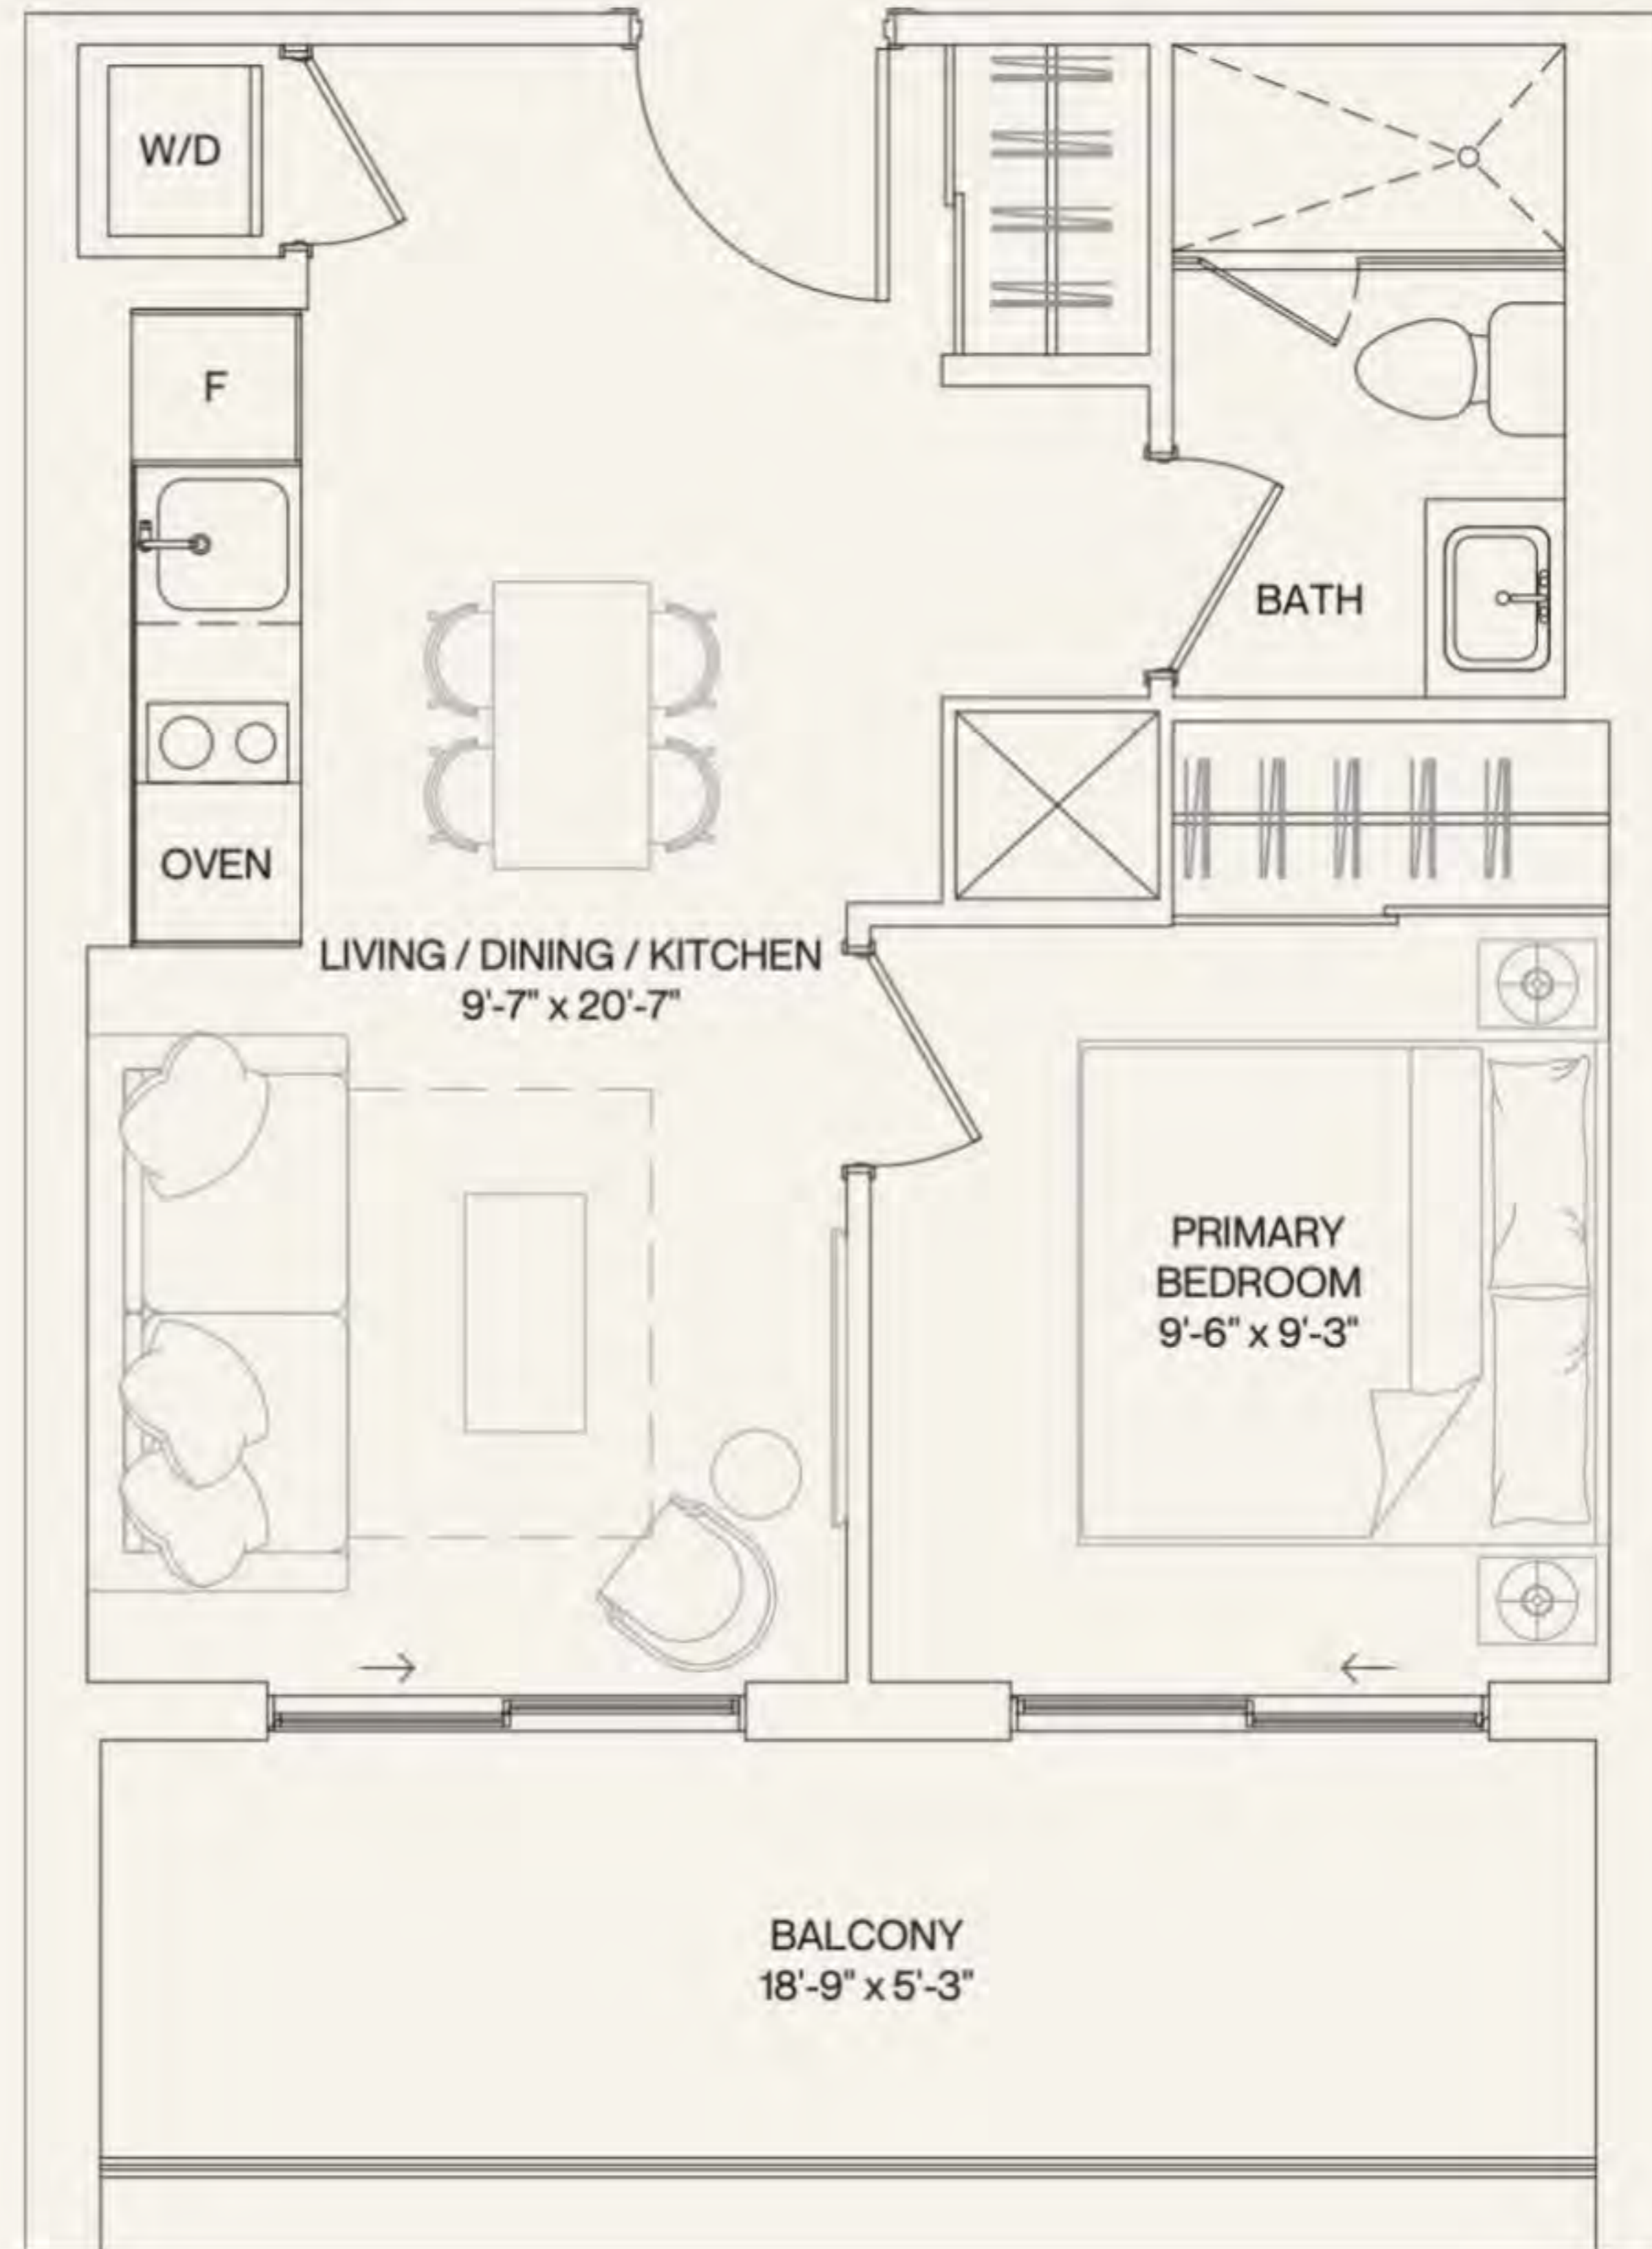 W/D
F
BATH
OVEN
LIVING / DINING / KITCHEN
9'-7" x 20'-7"
PRIMARY
BEDROOM
9'-6" x 9'-3"
BALCONY
18'-9" x 5'-3"